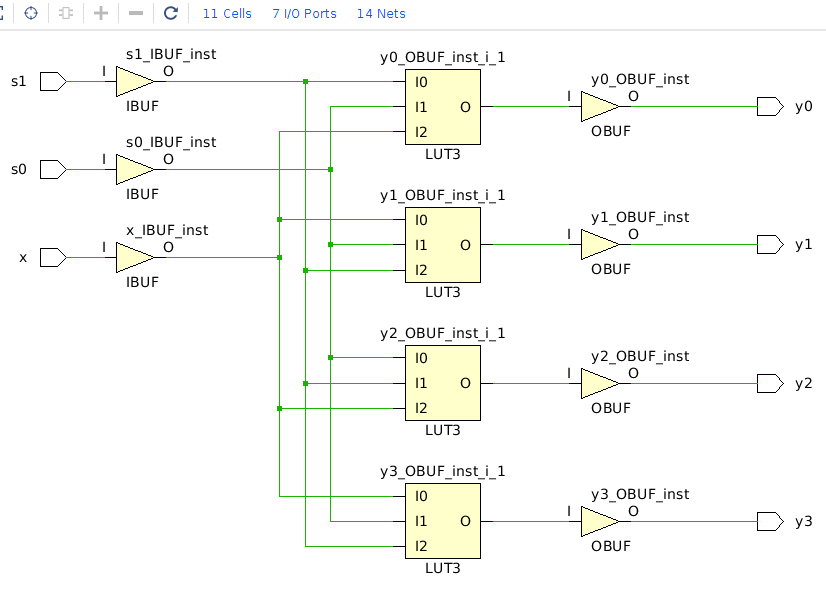 11 Cells 7 I/O Ports 14 Nets
s1 I s1_IBUF_inst O IBUF
s0 I s0_IBUF_inst O IBUF
x I x_IBUF_inst O IBUF
y0_OBUF_inst_i_1
I0
I1 O
I2
LUT3
y0_OBUF_inst
I O y0
OBUF
y1_OBUF_inst_i_1
I0
I1 O
I2
LUT3
y1_OBUF_inst
I O y1
OBUF
y2_OBUF_inst_i_1
I0
I1 O
I2
LUT3
y2_OBUF_inst
I O y2
OBUF
y3_OBUF_inst_i_1
I0
I1 O
I2
LUT3
y3_OBUF_inst
I O y3
OBUF